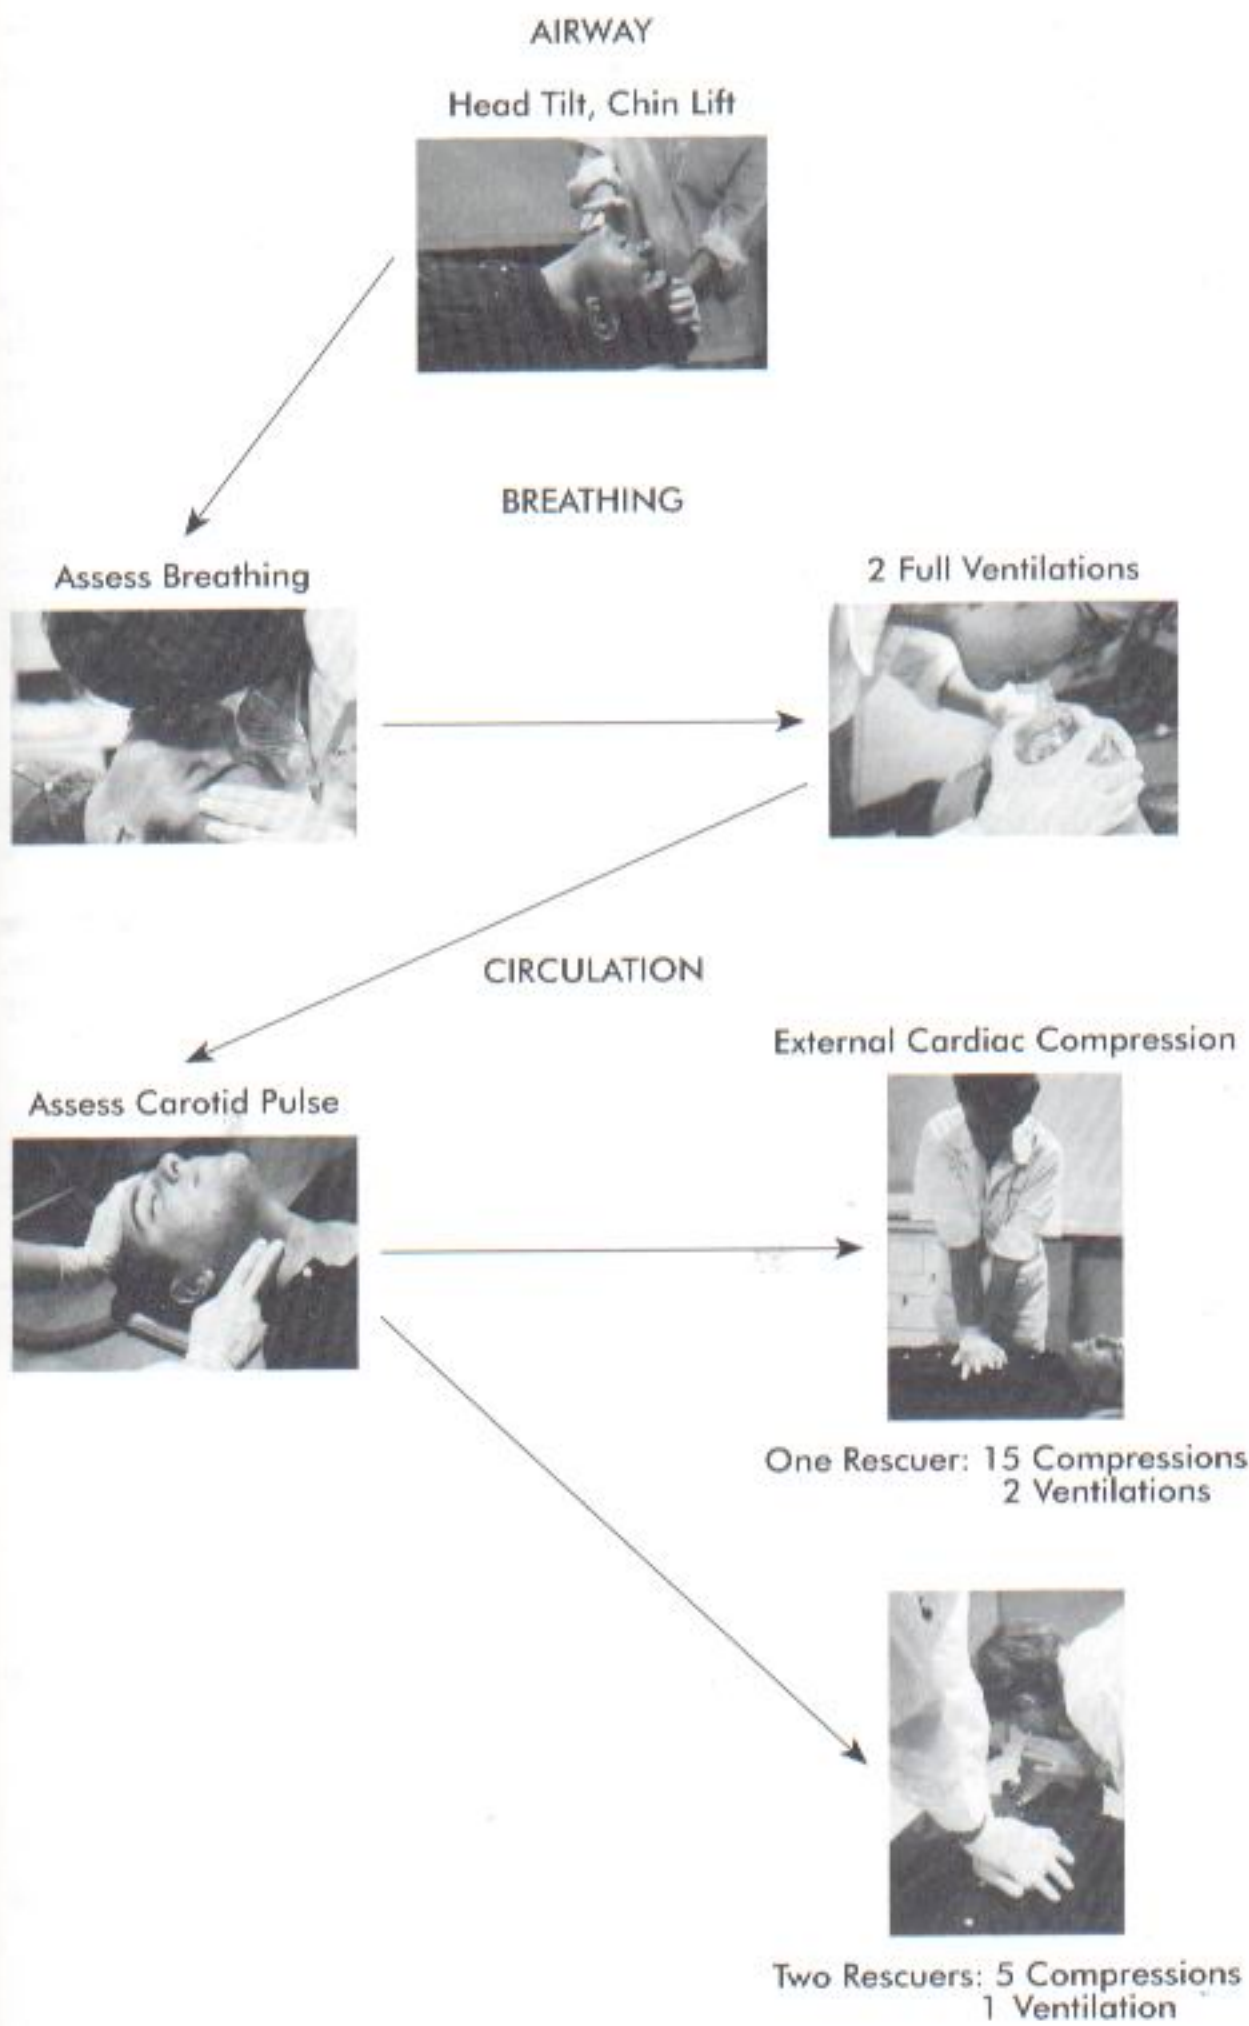 AIRWAY
Head Tilt, Chin Lift
BREATHING
Assess Breathing
2 Full Ventilations
CIRCULATION
External Cardiac Compression
Assess Carotid Pulse
One Rescuer: 15 Compressions
2 Ventilations
Two Rescuers: 5 Compressions
1 Ventilation